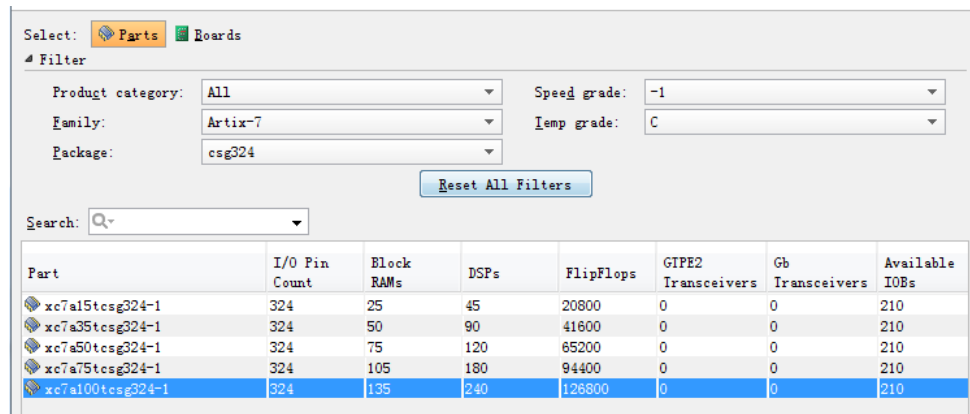 Select: Parts Boards
Filter
Product category: All Speed grade: -1
Family: Artix-7 Temp grade: C
Package: csg324
Reset All Filters
Search:
Part I/O Pin Count Block RAMs DSPs FlipFlops GTPE2 Transceivers Gb Transceivers Available IOBs
xc7a15tcsg324-1 324 25 45 20800 0 0 210
xc7a35tcsg324-1 324 50 90 41600 0 0 210
xc7a50tcsg324-1 324 75 120 65200 0 0 210
xc7a75tcsg324-1 324 105 180 94400 0 0 210
xc7a100tcsg324-1 324 135 240 126800 0 0 210